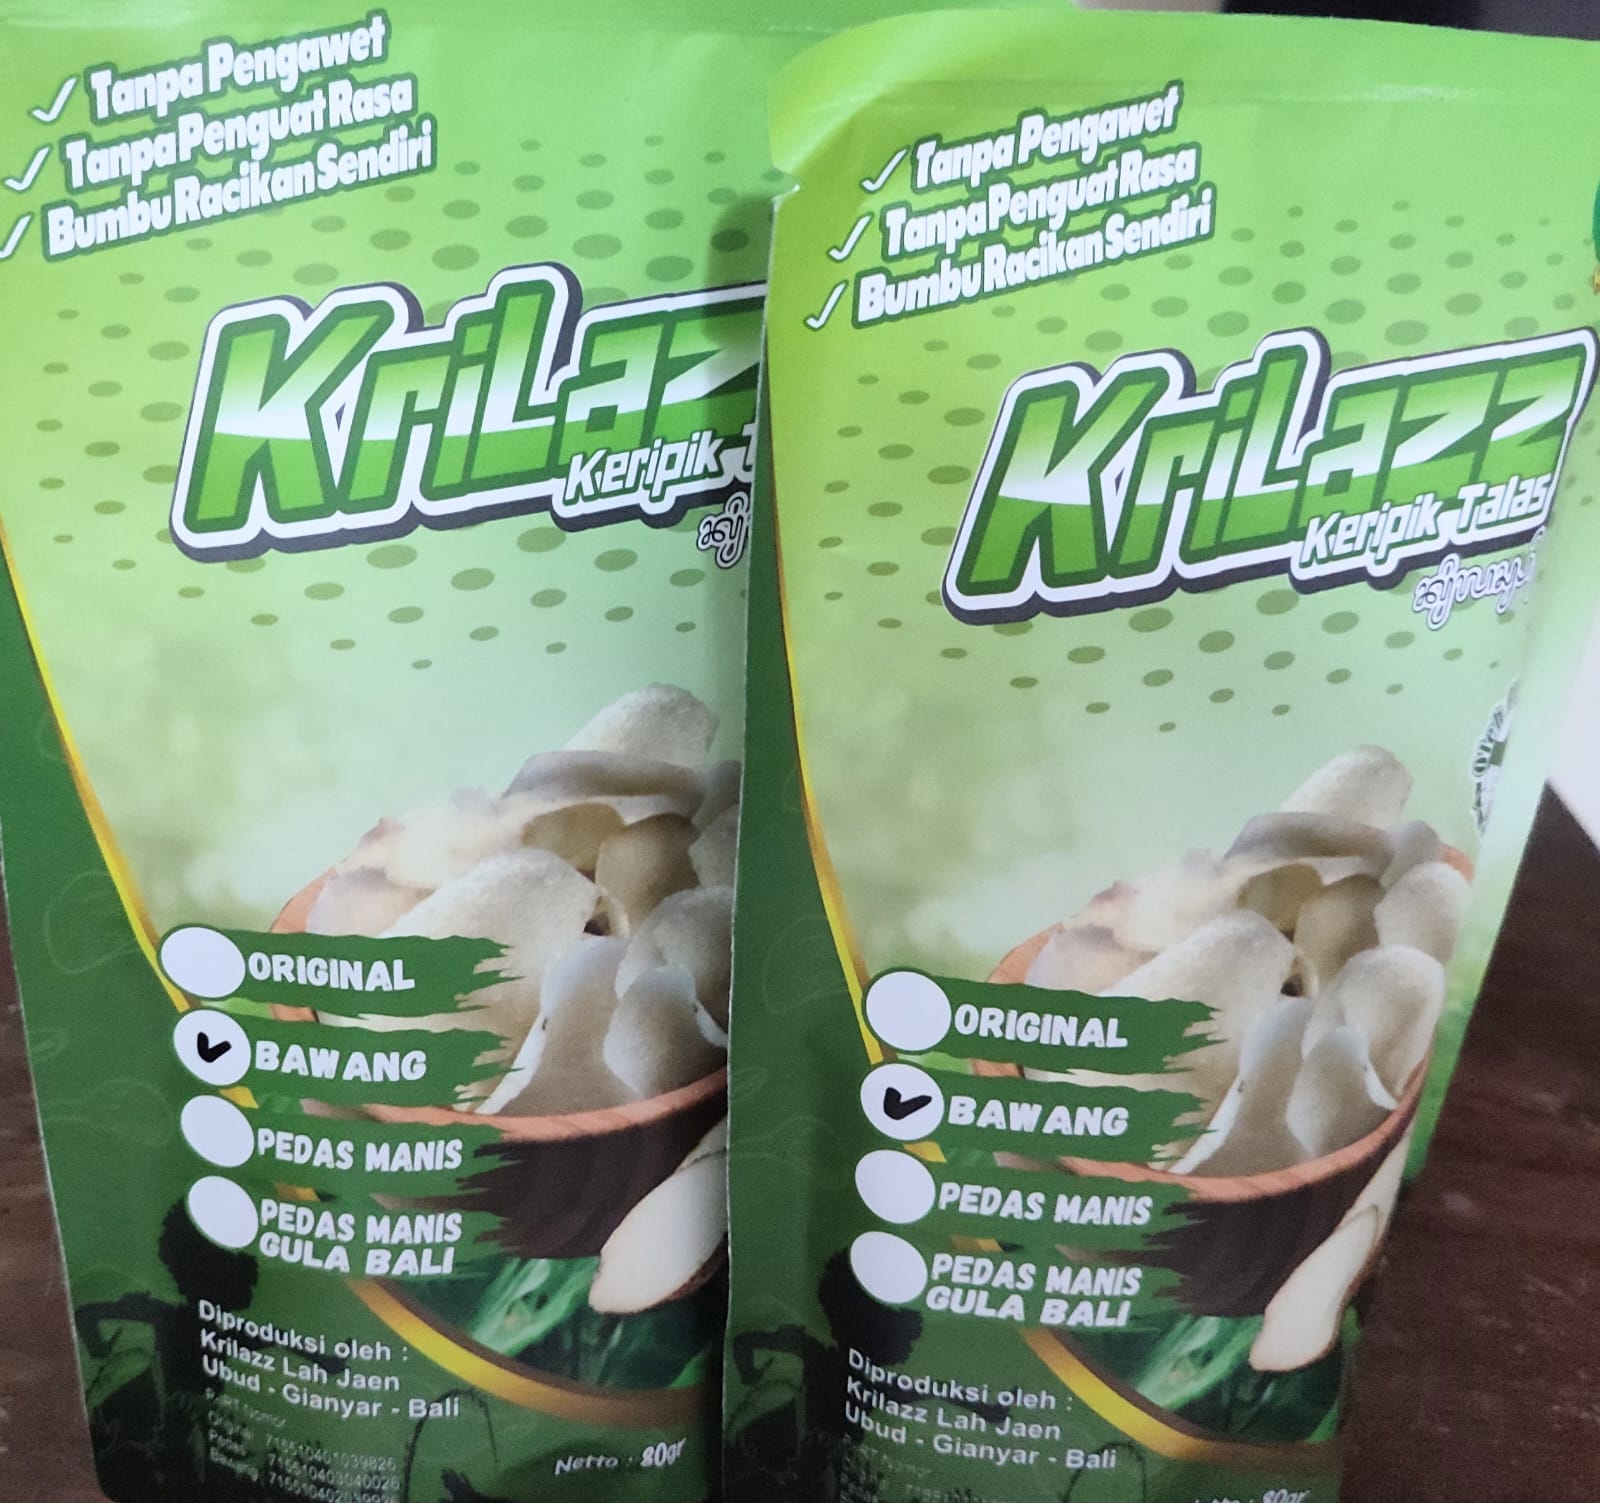 Tanpa Pengawet
Tanpa Penguat Rasa
Bumbu Racikan Sendiri
KriLaz
Keripik
ORIGINAL
BAWANG
PEDAS MANIS
PEDAS MANIS
GULA BALI
Diproduksi oleh :
Krilazz Lah Jaen
Ubud - Gianyar - Bali
Netto : 80gr
Tanpa Pengawet
Tanpa Penguat Rasa
Bumbu Racikan Sendiri
KriLazz
Keripik Talas
ORIGINAL
BAWANG
PEDAS MANIS
PEDAS MANIS
GULA BALI
Diproduksi oleh :
Krilazz Lah Jaen
Ubud - Gianyar - Bali
80gr